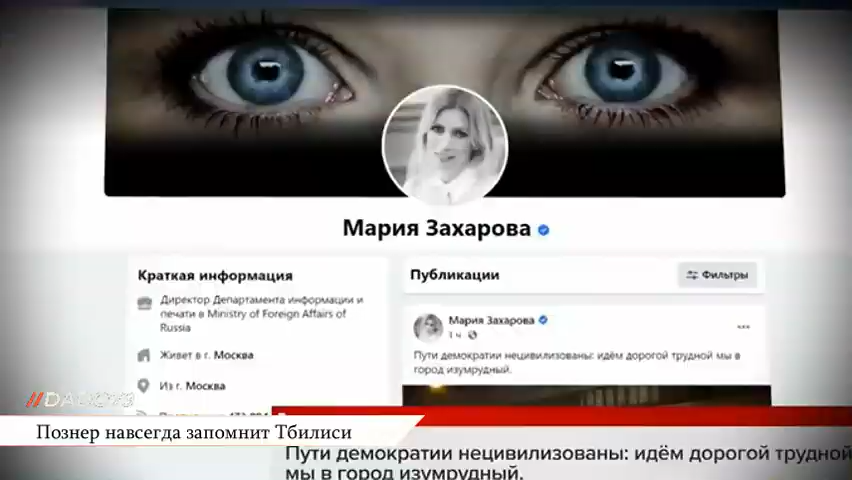 Мария Захарова
Краткая информация
Директор Департамента информации и
печати в Ministry of Foreign Affairs of
Russia
Живет в г. Москва
Из г. Москва
Публикации
Фильтры
Мария Захарова
1 ч
Пути демократии нецивилизованы: идём дорогой трудной мы в
город изумрудный.
Познер навсегда запомнит Тбилиси
Пути демократии нецивилизованы: идём дорогой трудной
мы в город изумрудный.